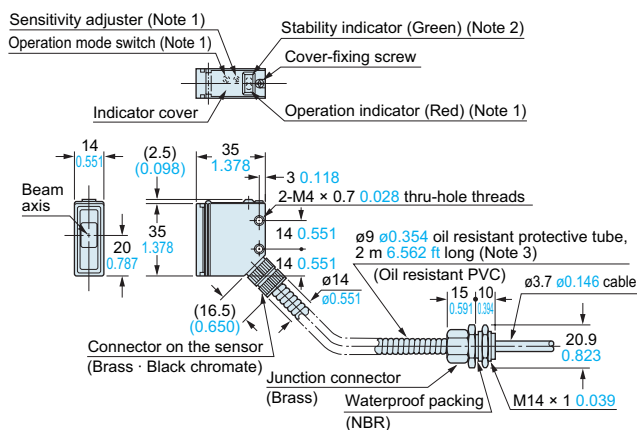 Sensitivity adjuster (Note 1)
Operation mode switch (Note 1)
Stability indicator (Green) (Note 2)
Cover-fixing screw
Indicator cover
Operation indicator (Red) (Note 1)
14
0.551
(2.5)
(0.098)
35
1.378
3 0.118
2-M4 × 0.7 0.028 thru-hole threads
Beam
axis
20
0.787
35
1.378
14 0.551
14 0.551
ø9 ø0.354 oil resistant protective tube,
2 m 6.562 ft long (Note 3)
(Oil resistant PVC)
ø14
ø0.551
(16.5)
(0.650)
15
0.591
10
0.394
ø3.7 ø0.146 cable
20.9
0.823
Connector on the sensor
(Brass · Black chromate)
Junction connector
(Brass)
Waterproof packing
(NBR)
M14 × 1 0.039